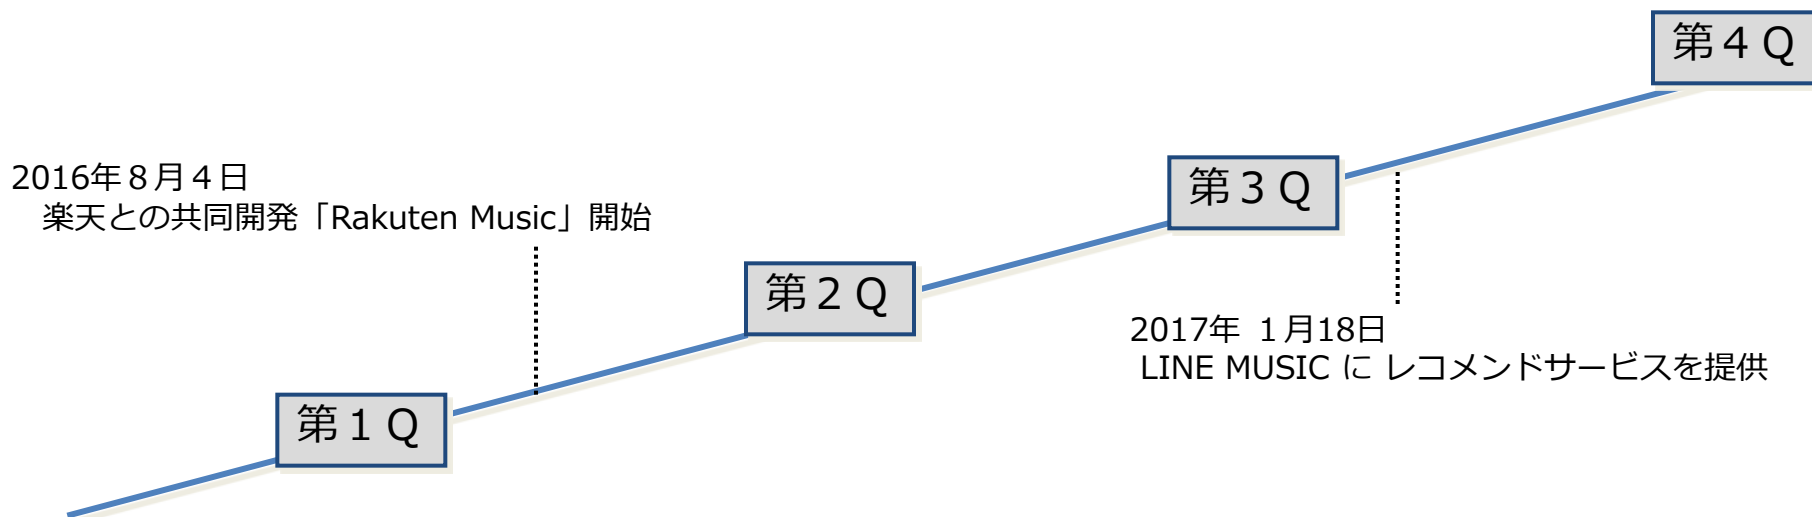 第４Ｑ
2016年８月４日
楽天との共同開発「Rakuten Music」開始
第３Ｑ
第２Ｑ
2017年 １月18日
LINE MUSIC に レコメンドサービスを提供
第１Ｑ